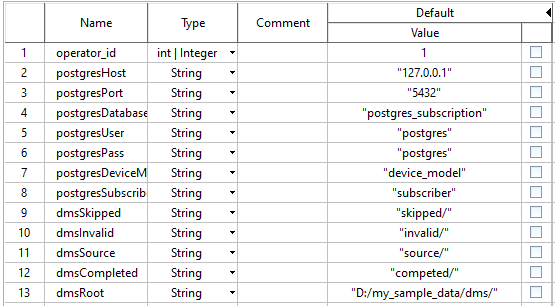 Name Type Comment Default
Value
1 operator_id int | Integer 1
2 postgresHost String "127.0.0.1"
3 postgresPort String "5432"
4 postgresDatabase String "postgres_subscription"
5 postgresUser String "postgres"
6 postgresPass String "postgres"
7 postgresDeviceM String "device_model"
8 postgresSubscribe String "subscriber"
9 dmsSkipped String "skipped/"
10 dmsInvalid String "invalid/"
11 dmsSource String "source/"
12 dmsCompleted String "competed/"
13 dmsRoot String "D:/my_sample_data/dms/"